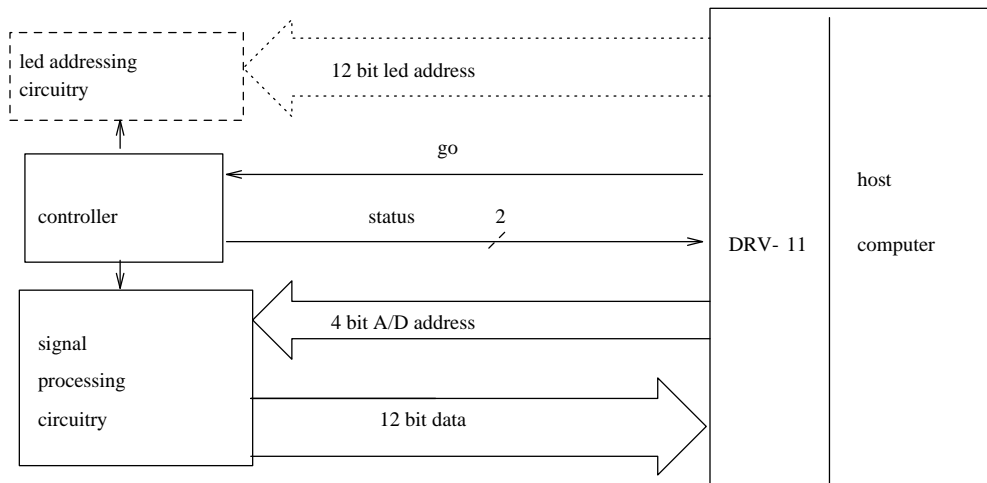 led addressing
circuitry
12 bit led address
go
controller
status
2
DRV- 11
host
computer
4 bit A/D address
signal
processing
circuitry
12 bit data